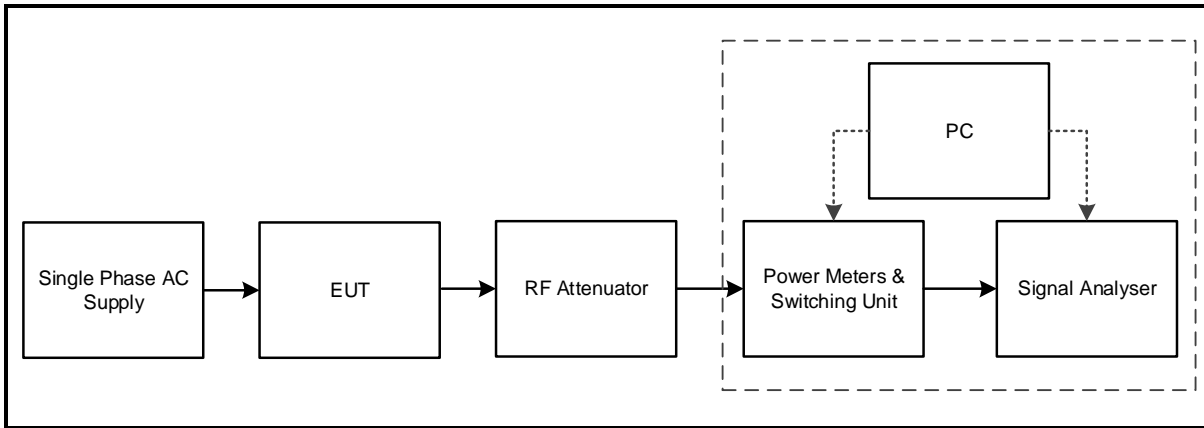 PC
Single Phase AC
Supply
EUT
RF Attenuator
Power Meters &
Switching Unit
Signal Analyser